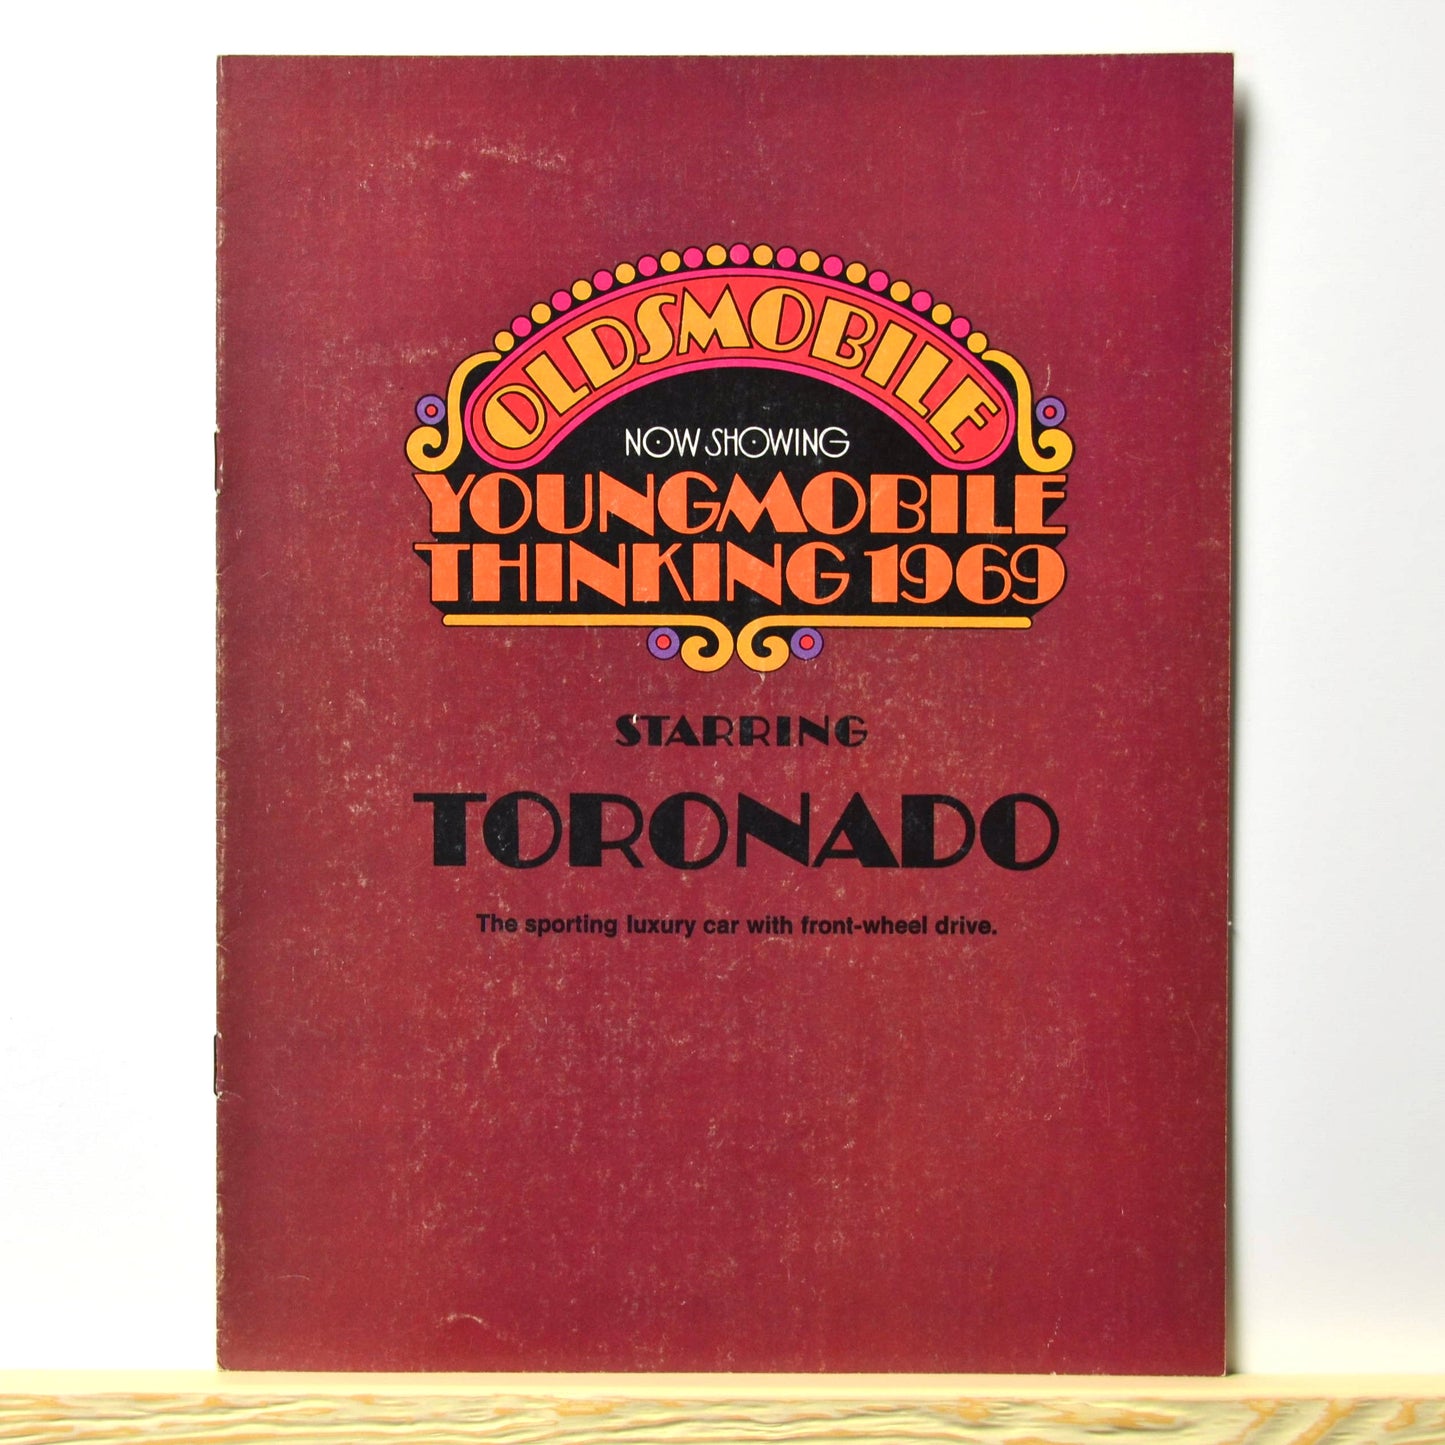 OLDSMOBILE
NOW SHOWING
YOUNGMOBILE
THINKING 1969
STARRING
TORONADO
The sporting luxury car with front-wheel drive.